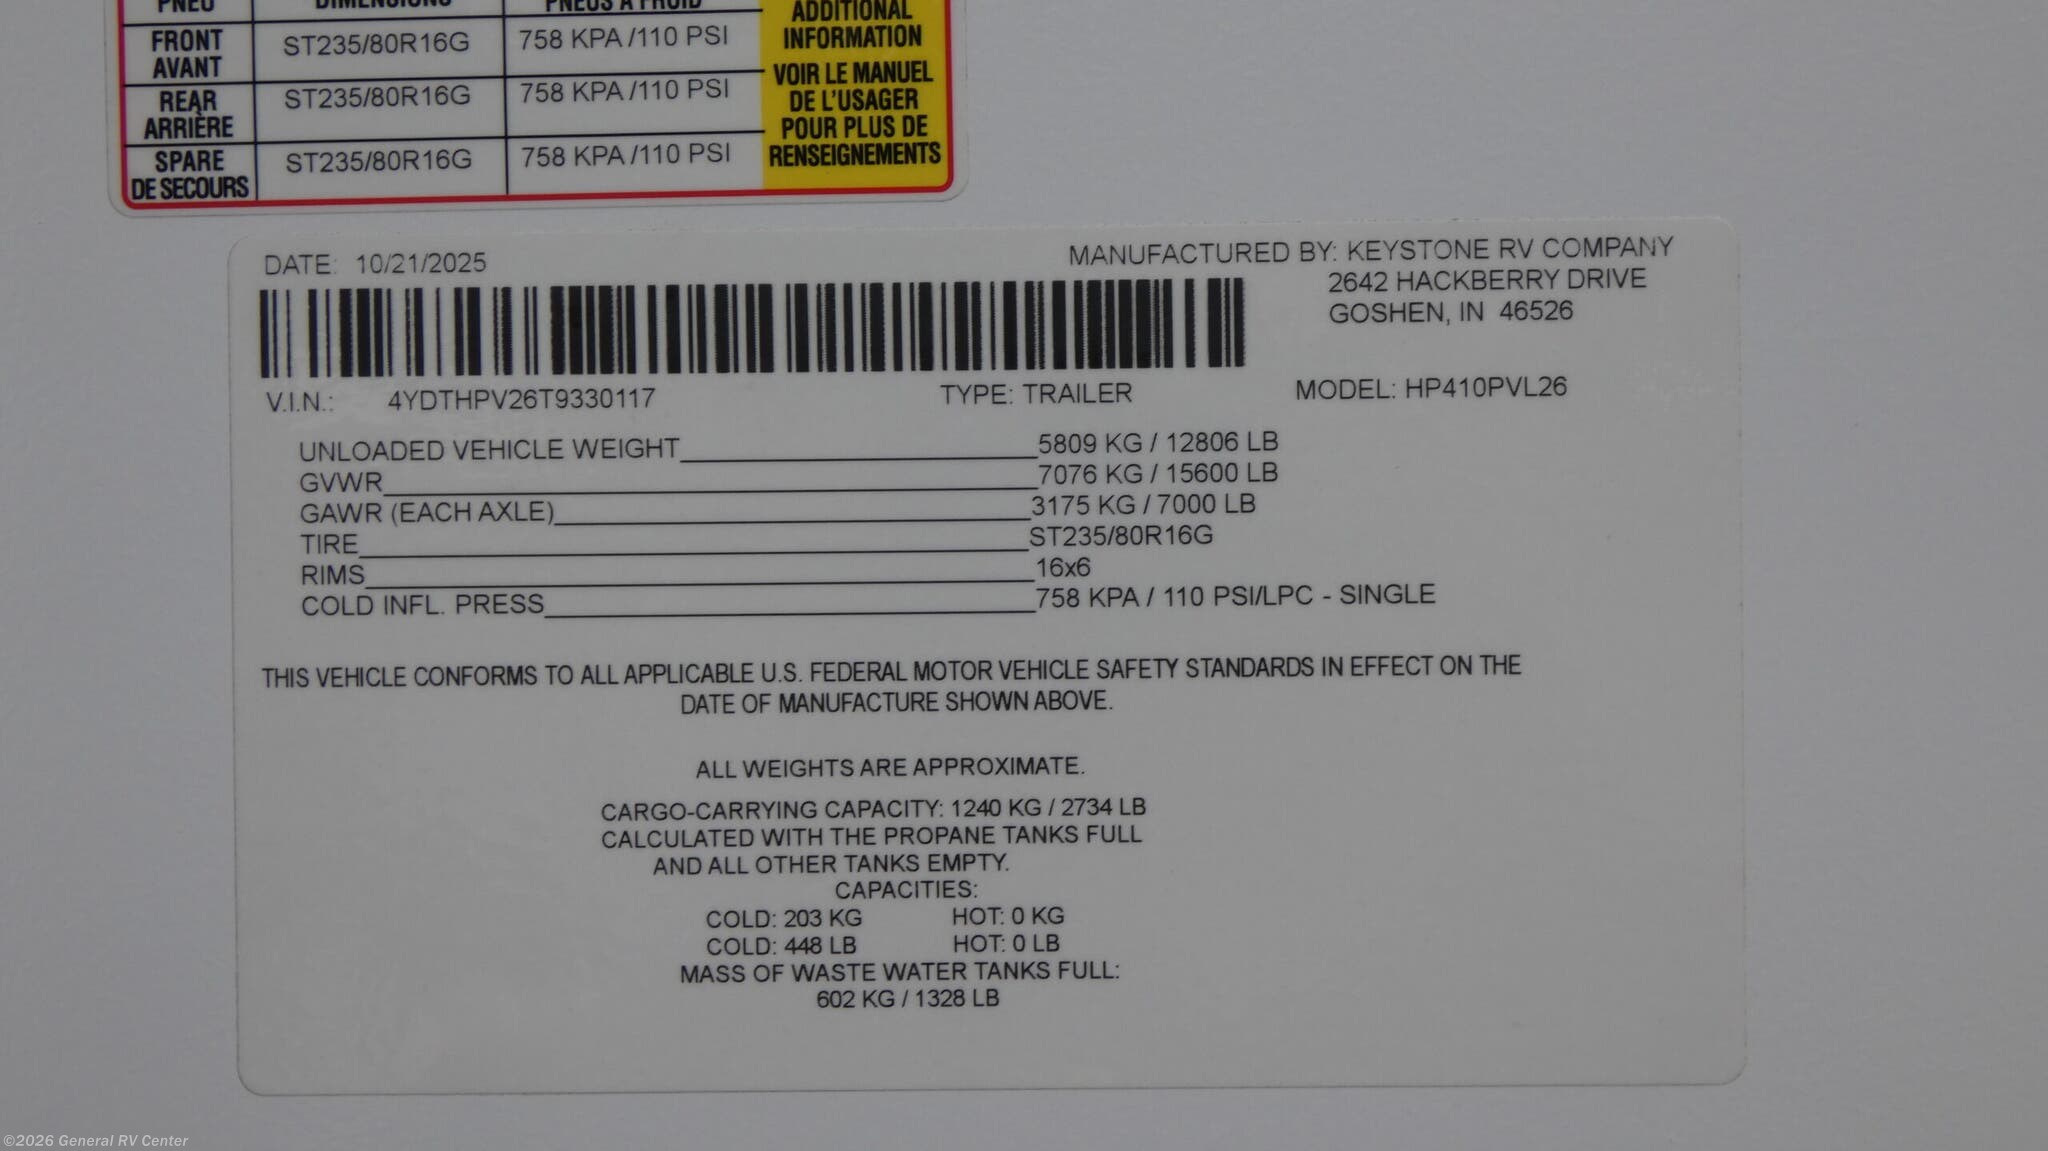 PNEU DIMENSIONS PNEUS À FROID
ADDITIONAL
INFORMATION
VOIR LE MANUEL
DE L'USAGER
POUR PLUS DE
RENSEIGNEMENTS
FRONT
AVANT
ST235/80R16G 758 KPA /110 PSI
REAR
ARRIÈRE
ST235/80R16G 758 KPA /110 PSI
SPARE
DE SECOURS
ST235/80R16G 758 KPA /110 PSI
DATE: 10/21/2025
MANUFACTURED BY: KEYSTONE RV COMPANY
2642 HACKBERRY DRIVE
GOSHEN, IN 46526
V.I.N.: 4YDTHPV26T9330117 TYPE: TRAILER MODEL: HP410PVL26
UNLOADED VEHICLE WEIGHT 5809 KG / 12806 LB
GVWR 7076 KG / 15600 LB
GAWR (EACH AXLE) 3175 KG / 7000 LB
TIRE ST235/80R16G
RIMS 16x6
COLD INFL. PRESS 758 KPA / 110 PSI/LPC - SINGLE
THIS VEHICLE CONFORMS TO ALL APPLICABLE U.S. FEDERAL MOTOR VEHICLE SAFETY STANDARDS IN EFFECT ON THE
DATE OF MANUFACTURE SHOWN ABOVE.
ALL WEIGHTS ARE APPROXIMATE.
CARGO-CARRYING CAPACITY: 1240 KG / 2734 LB
CALCULATED WITH THE PROPANE TANKS FULL
AND ALL OTHER TANKS EMPTY.
CAPACITIES:
COLD: 203 KG HOT: 0 KG
COLD: 448 LB HOT: 0 LB
MASS OF WASTE WATER TANKS FULL:
602 KG / 1328 LB
©2026 General RV Center